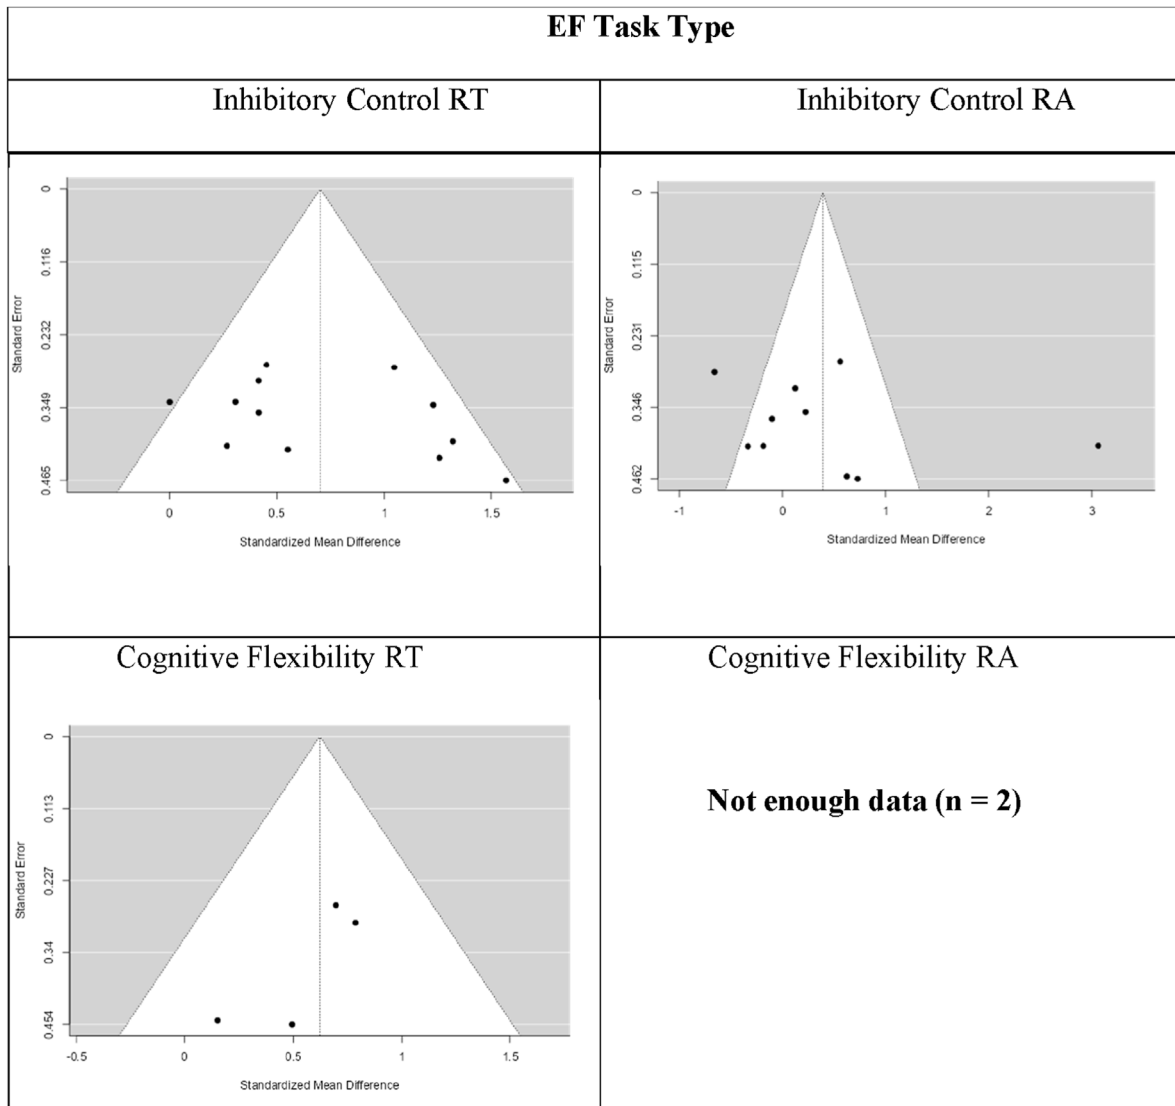 EF Task Type
Inhibitory Control RT
Inhibitory Control RA
Standard Error
0
0.116
0.232
0.349
0.465
0
0.5
1
1.5
Standardized Mean Difference
Standard Error
0
0.115
0.231
0.346
0.462
-1
0
1
2
3
Standardized Mean Difference
Cognitive Flexibility RT
Cognitive Flexibility RA
Standard Error
0
0.113
0.227
0.34
0.454
-0.5
0
0.5
1
1.5
Standardized Mean Difference
Not enough data (n = 2)